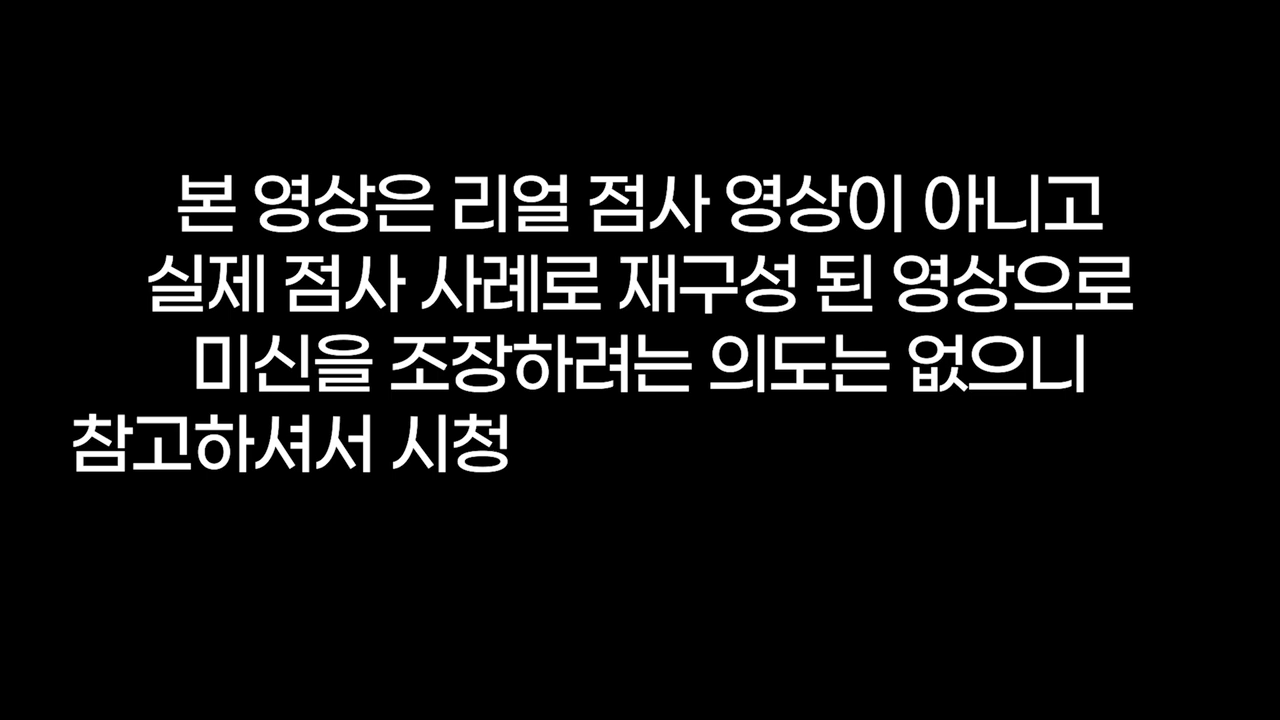 본 영상은 리얼 점사 영상이 아니고
실제 점사 사례로 재구성 된 영상으로
미신을 조장하려는 의도는 없으니
참고하셔서 시청